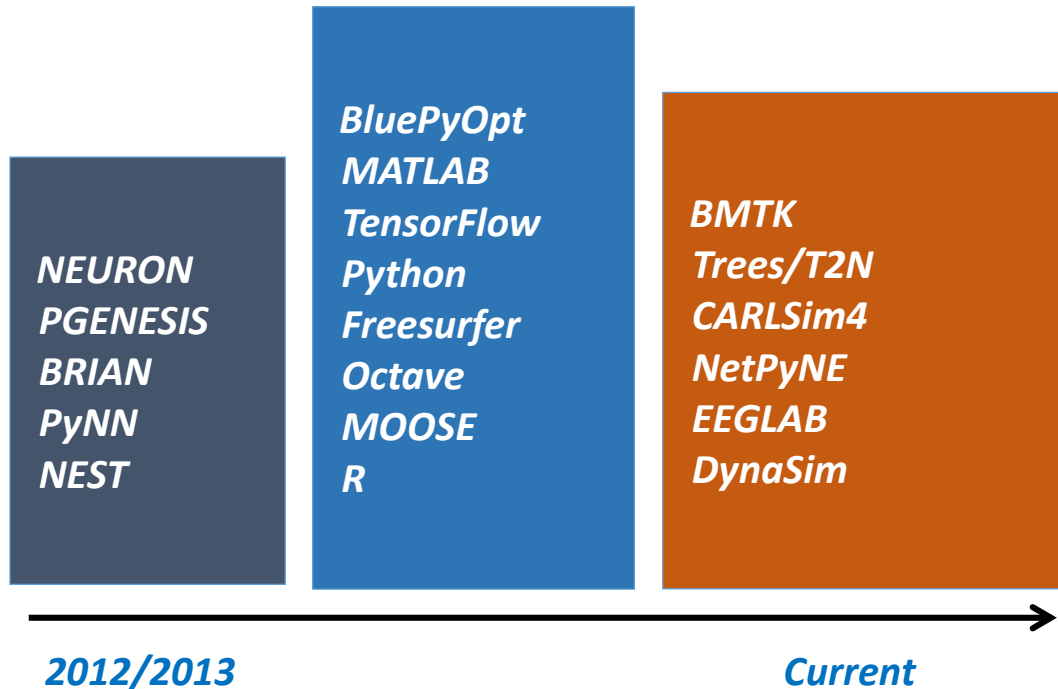 NEURON
PGENESIS
BRIAN
PyNN
NEST
BluePyOpt
MATLAB
TensorFlow
Python
Freesurfer
Octave
MOOSE
R
BMTK
Trees/T2N
CARLSim4
NetPyNE
EEGLAB
DynaSim
2012/2013
Current